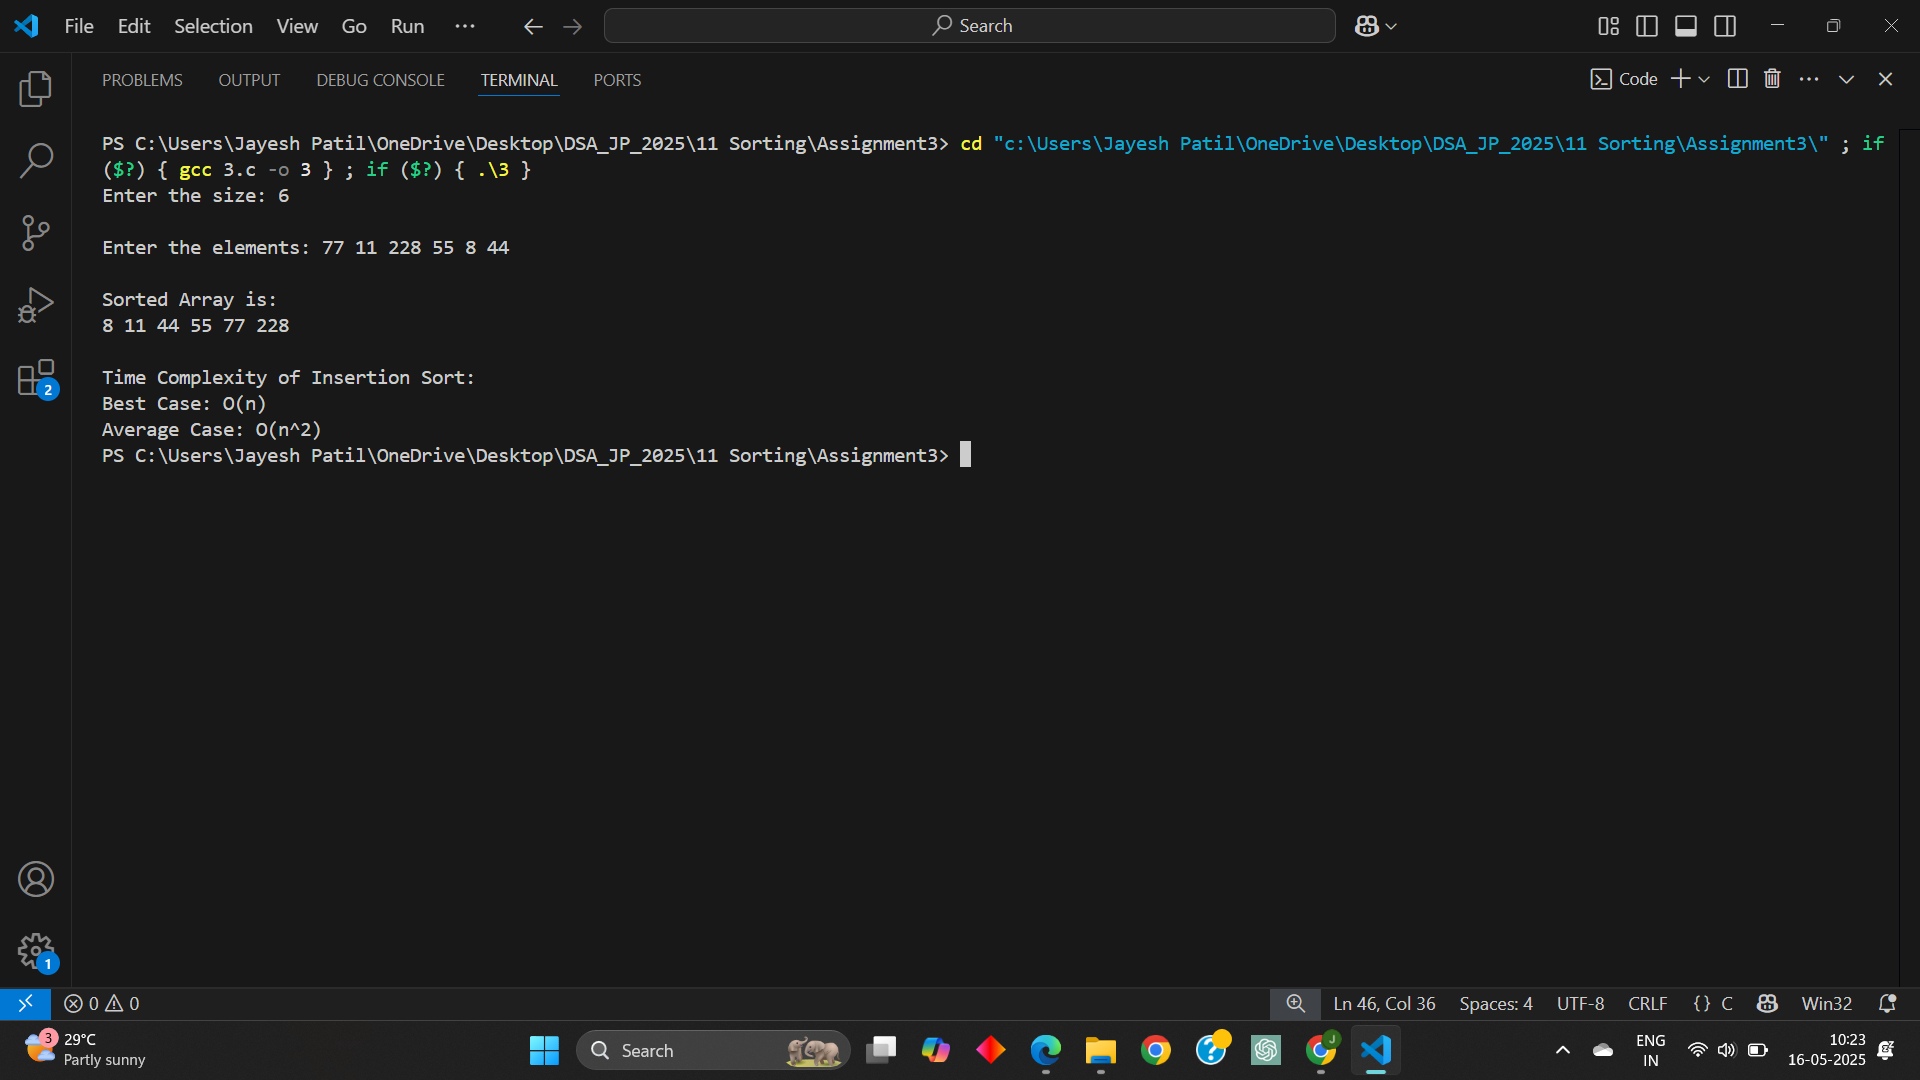 File Edit Selection View Go Run ··· Search
PROBLEMS OUTPUT DEBUG CONSOLE TERMINAL PORTS Code
PS C:\Users\Jayesh Patil\OneDrive\Desktop\DSA_JP_2025\11 Sorting\Assignment3> cd "c:\Users\Jayesh Patil\OneDrive\Desktop\DSA_JP_2025\11 Sorting\Assignment3\" ; if
($?) { gcc 3.c -o 3 } ; if ($?) { .\3 }
Enter the size: 6
Enter the elements: 77 11 228 55 8 44
Sorted Array is:
8 11 44 55 77 228
Time Complexity of Insertion Sort:
Best Case: O(n)
Average Case: O(n^2)
PS C:\Users\Jayesh Patil\OneDrive\Desktop\DSA_JP_2025\11 Sorting\Assignment3>
2
1
0 0 Ln 46, Col 36 Spaces: 4 UTF-8 CRLF {} C Win32
3 29°C
Partly sunny
Search
J
ENG
IN
10:23
16-05-2025